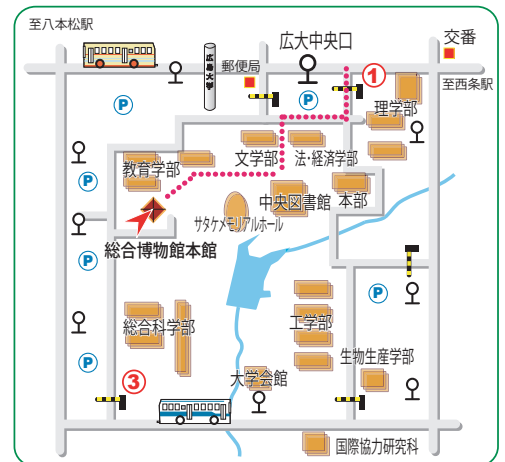 至八本松駅
広大中央口
交番
広島大学
郵便局
①
至西条駅
P
P
理学部
文学部
法・経済学部
教育学部
P
中央図書館
本部
サタケメモリアルホール
総合博物館本館
P
P
総合科学部
工学部
生物生産学部
P
③
大学会館
国際協力研究科